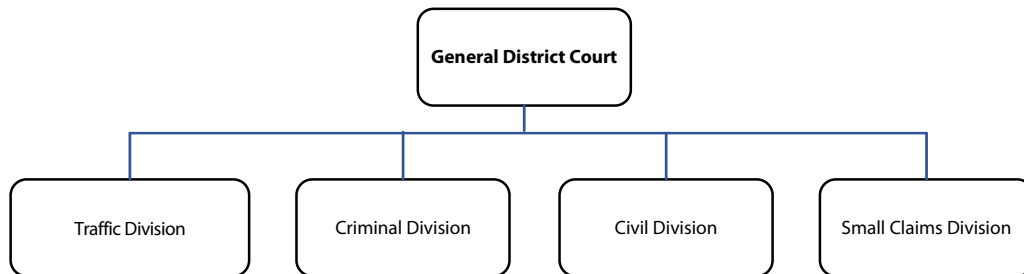 General District Court
Traffic Division
Criminal Division
Civil Division
Small Claims Division